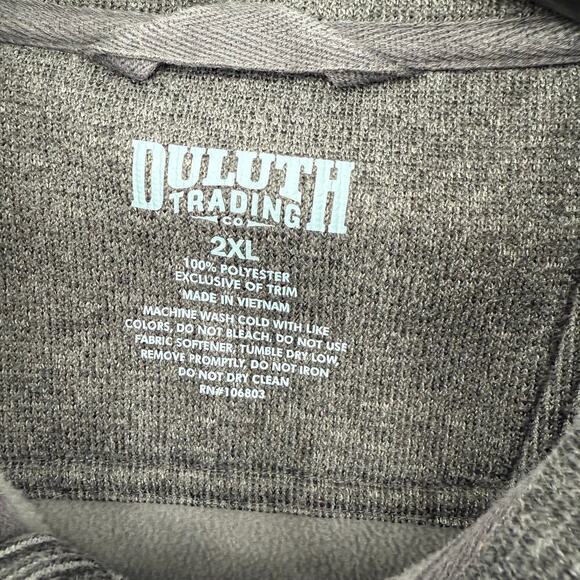 DULUTH
TRADING
CO
2XL
100% POLYESTER
EXCLUSIVE OF TRIM
MADE IN VIETNAM
MACHINE WASH COLD WITH LIKE
COLORS, DO NOT BLEACH, DO NOT USE
FABRIC SOFTENER, TUMBLE DRY LOW,
REMOVE PROMPTLY, DO NOT IRON
DO NOT DRY CLEAN
RN#106803